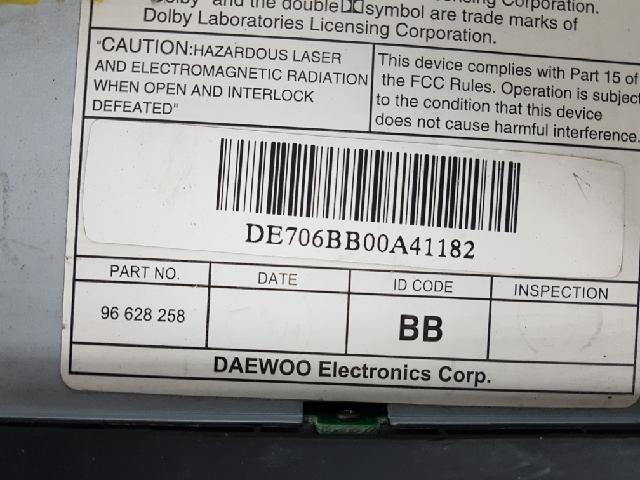 and the double symbol are trade marks of
Dolby Laboratories Licensing Corporation.
"CAUTION:HAZARDOUS LASER
AND ELECTROMAGNETIC RADIATION
WHEN OPEN AND INTERLOCK
DEFEATED"
This device complies with Part 15 of
the FCC Rules. Operation is subject
to the condition that this device
does not cause harmful interference.
DE706BB00A41182
PART NO. DATE ID CODE INSPECTION
96 628 258 BB
DAEWOO Electronics Corp.